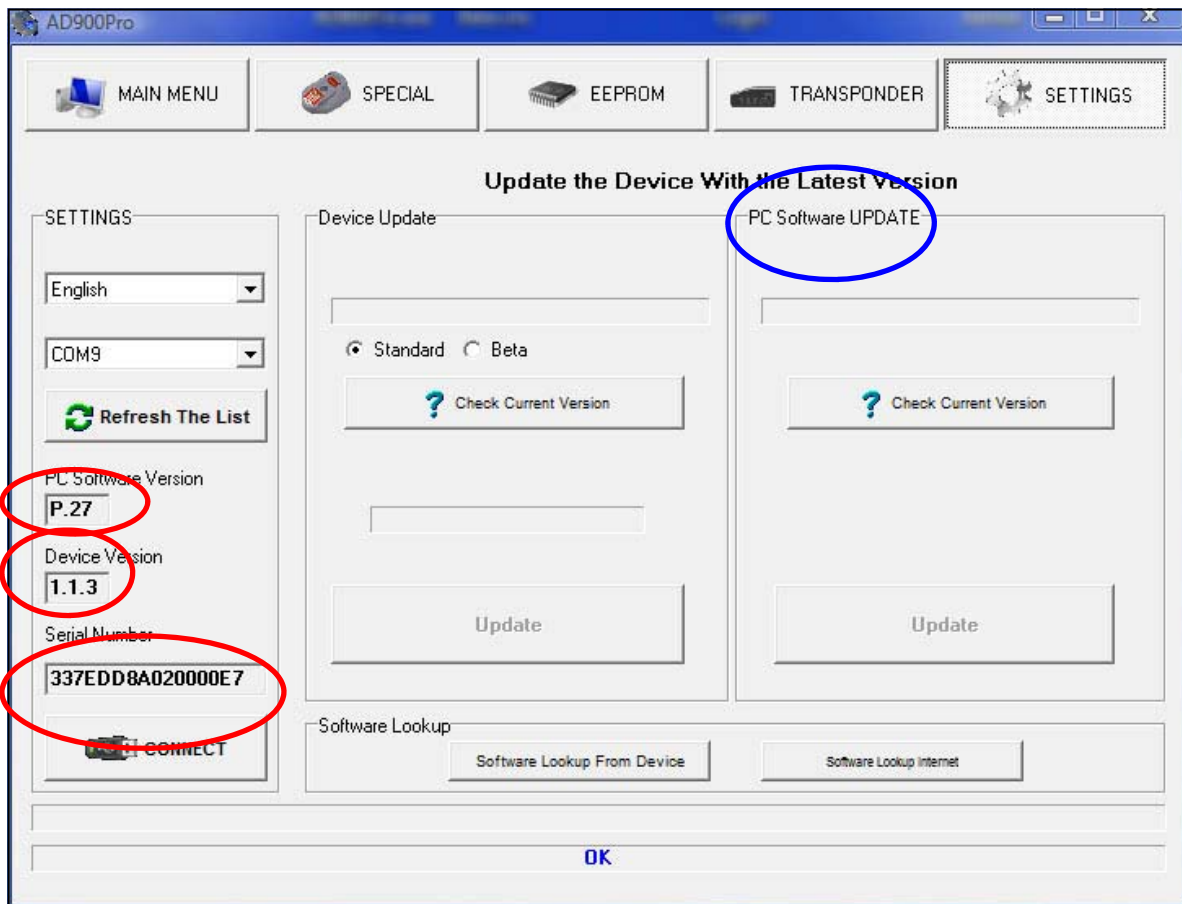 AD900Pro
MAIN MENU
SPECIAL
EEPROM
TRANSPONDER
SETTINGS
Update the Device With the Latest Version
SETTINGS
English
COM9
Refresh The List
PC Software Version
P.27
Device Version
1.1.3
Serial Number
337EDD8A020000E7
CONNECT
Device Update
Standard
Beta
? Check Current Version
Update
PC Software UPDATE
? Check Current Version
Update
Software Lookup
Software Lookup From Device
Software Lookup Internet
OK